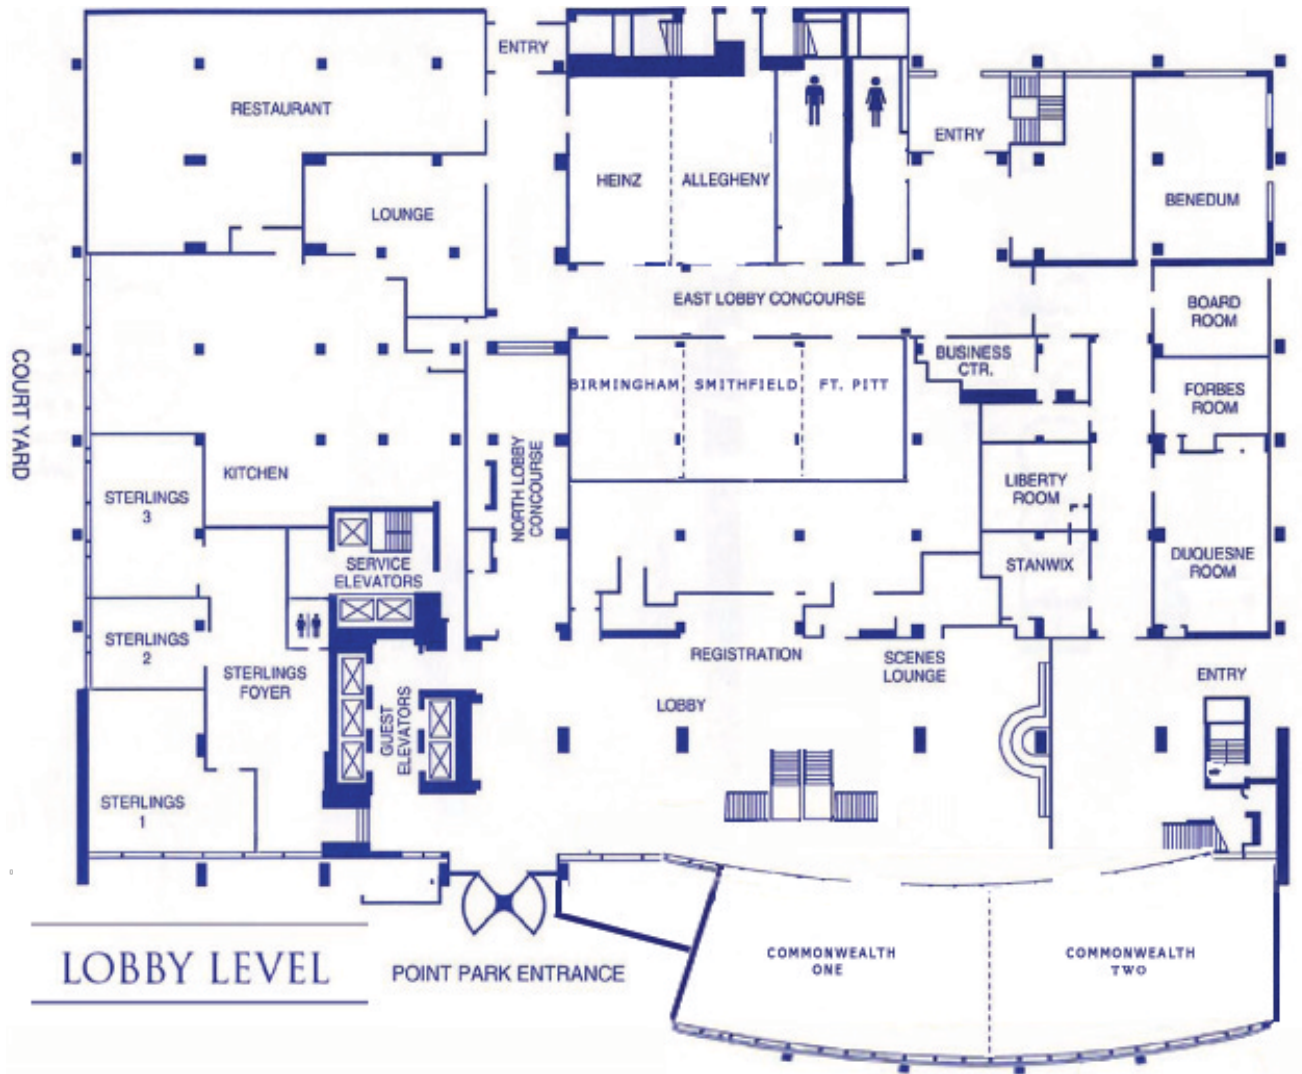 ENTRY
RESTAURANT
ENTRY
HEINZ
ALLEGHENY
BENEDUM
LOUNGE
EAST LOBBY CONCOURSE
BOARD
ROOM
COURT YARD
BUSINESS
CTR.
BIRMINGHAM
SMITHFIELD
FT. PITT
FORBES
ROOM
KITCHEN
NORTH LOBBY
CONCOURSE
LIBERTY
ROOM
STERLINGS
3
SERVICE
ELEVATORS
STANWIX
DUQUESNE
ROOM
STERLINGS
2
STERLINGS
FOYER
REGISTRATION
SCENES
LOUNGE
ENTRY
GUEST
ELEVATORS
LOBBY
STERLINGS
1
LOBBY LEVEL
POINT PARK ENTRANCE
COMMONWEALTH
ONE
COMMONWEALTH
TWO